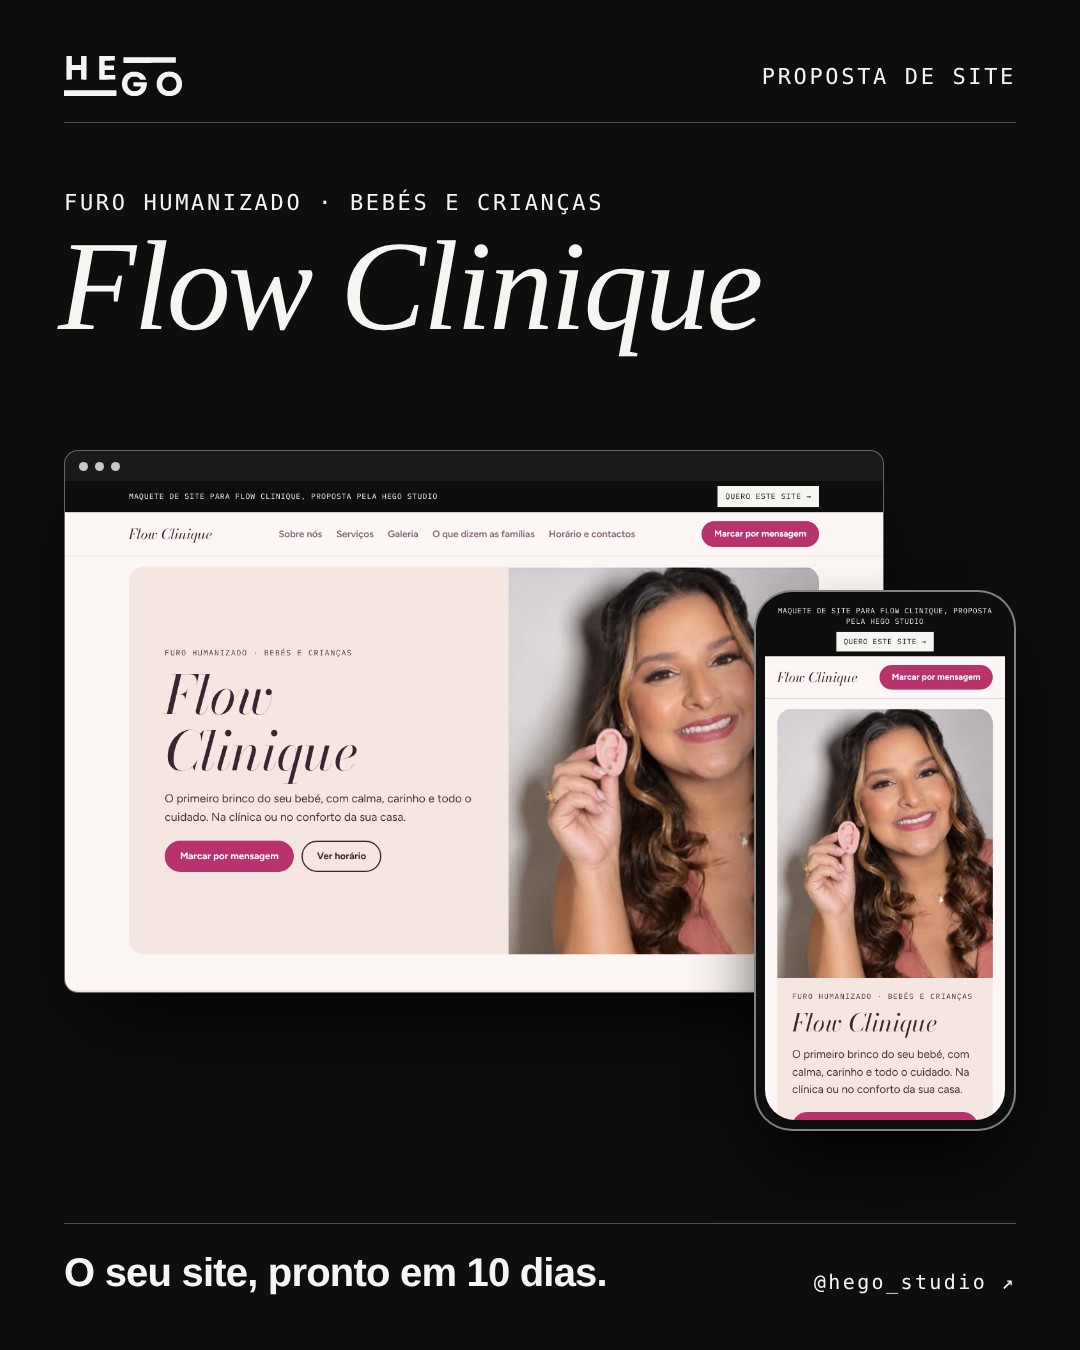 HEGO
PROPOSTA DE SITE
FURO HUMANIZADO · BEBÉS E CRIANÇAS
Flow Clinique
MAQUETE DE SITE PARA FLOW CLINIQUE, PROPOSTA PELA HEGO STUDIO
QUERO ESTE SITE →
Flow Clinique
Sobre nós
Serviços
Galeria
O que dizem as famílias
Horário e contactos
Marcar por mensagem
FURO HUMANIZADO · BEBÉS E CRIANÇAS
Flow
Clinique
O primeiro brinco do seu bebé, com calma, carinho e todo o
cuidado. Na clínica ou no conforto da sua casa.
Marcar por mensagem
Ver horário
MAQUETE DE SITE PARA FLOW CLINIQUE, PROPOSTA
PELA HEGO STUDIO
QUERO ESTE SITE →
Flow Clinique
Marcar por mensagem
FURO HUMANIZADO · BEBÉS E CRIANÇAS
Flow Clinique
O primeiro brinco do seu bebé, com
calma, carinho e todo o cuidado. Na
clínica ou no conforto da sua casa.
O seu site, pronto em 10 dias.
@hego_studio ↗